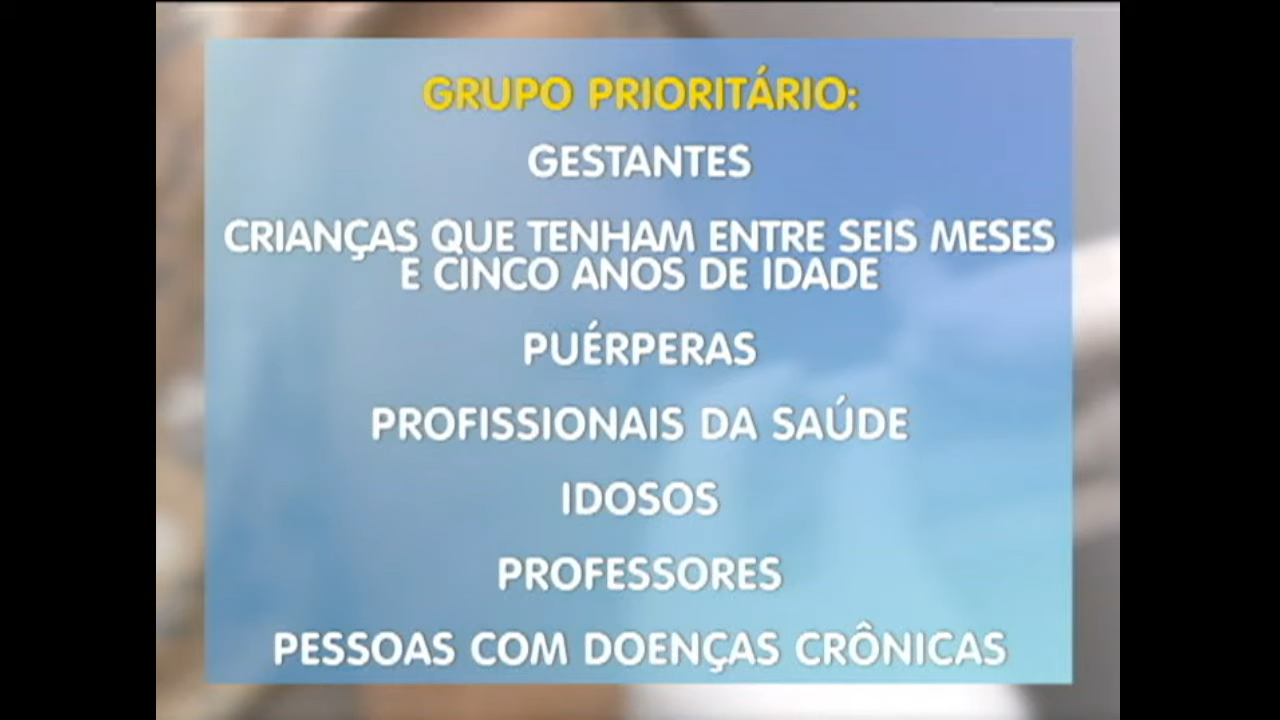 GRUPO PRIORITÁRIO:
GESTANTES
CRIANÇAS QUE TENHAM ENTRE SEIS MESES
E CINCO ANOS DE IDADE
PUÉRPERAS
PROFISSIONAIS DA SAÚDE
IDOSOS
PROFESSORES
PESSOAS COM DOENÇAS CRÔNICAS